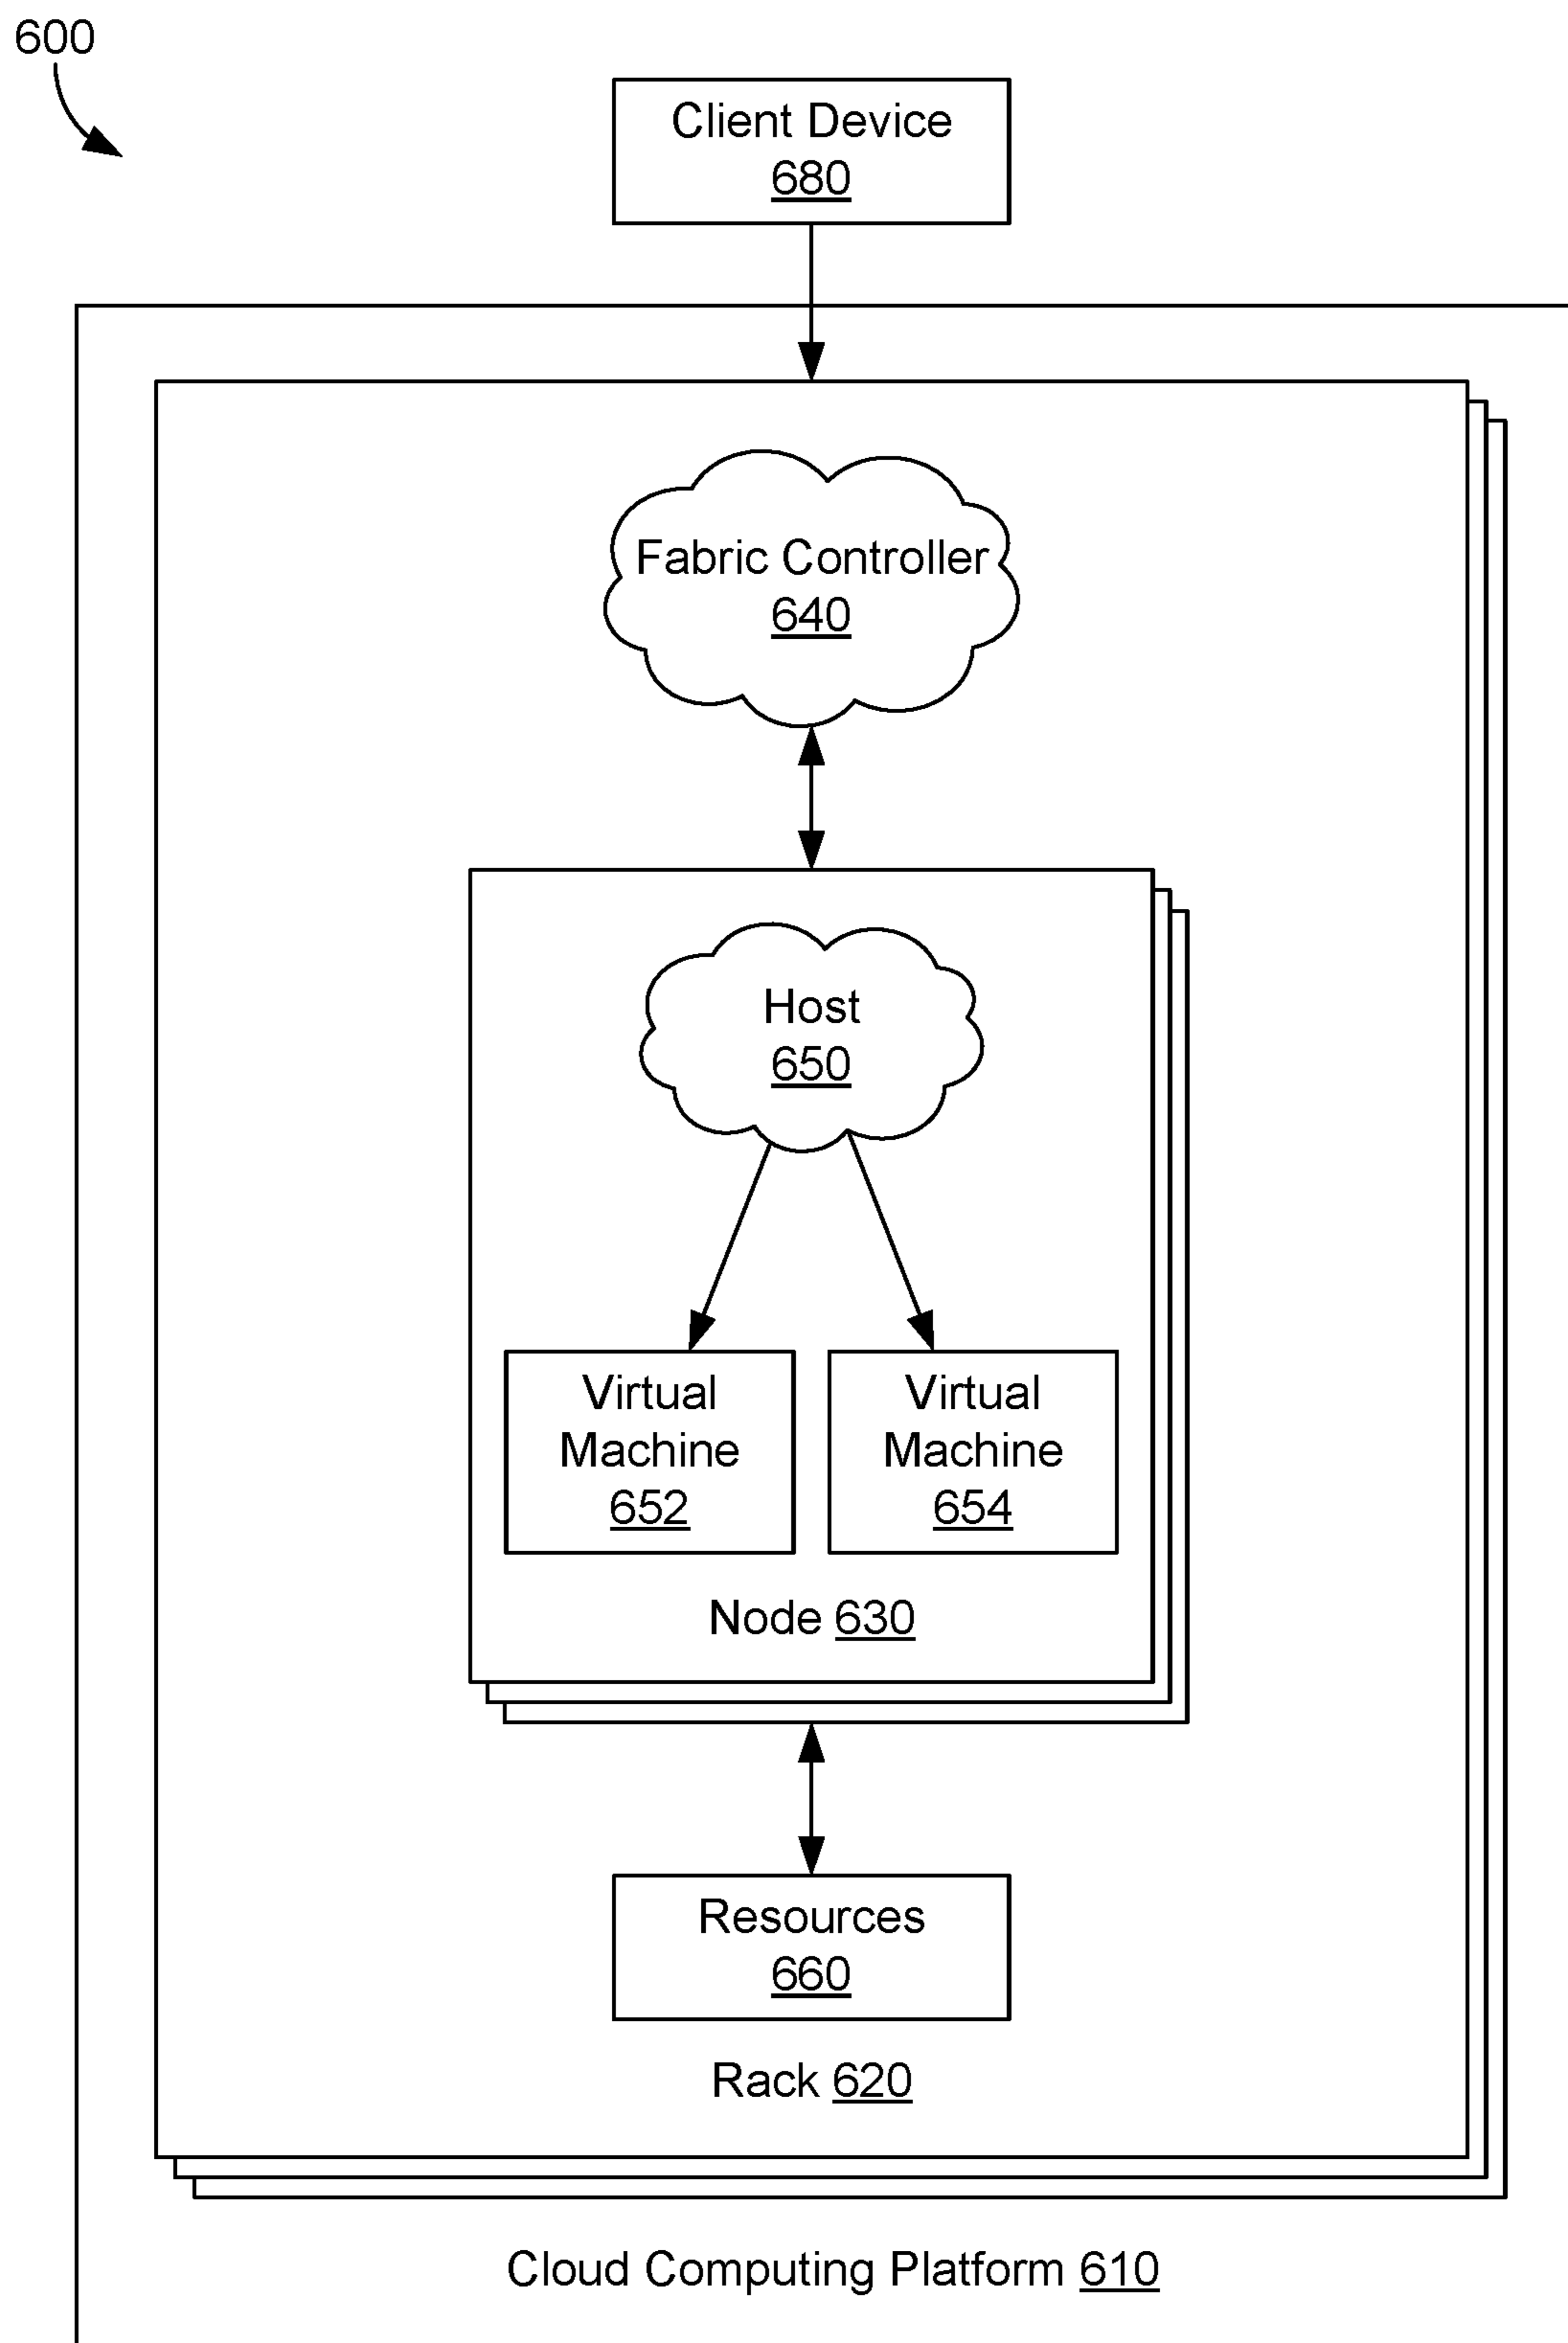 600
Client Device
680
Fabric Controller
640
Host
650
Virtual
Machine
652
Virtual
Machine
654
Node 630
Resources
660
Rack 620
Cloud Computing Platform 610